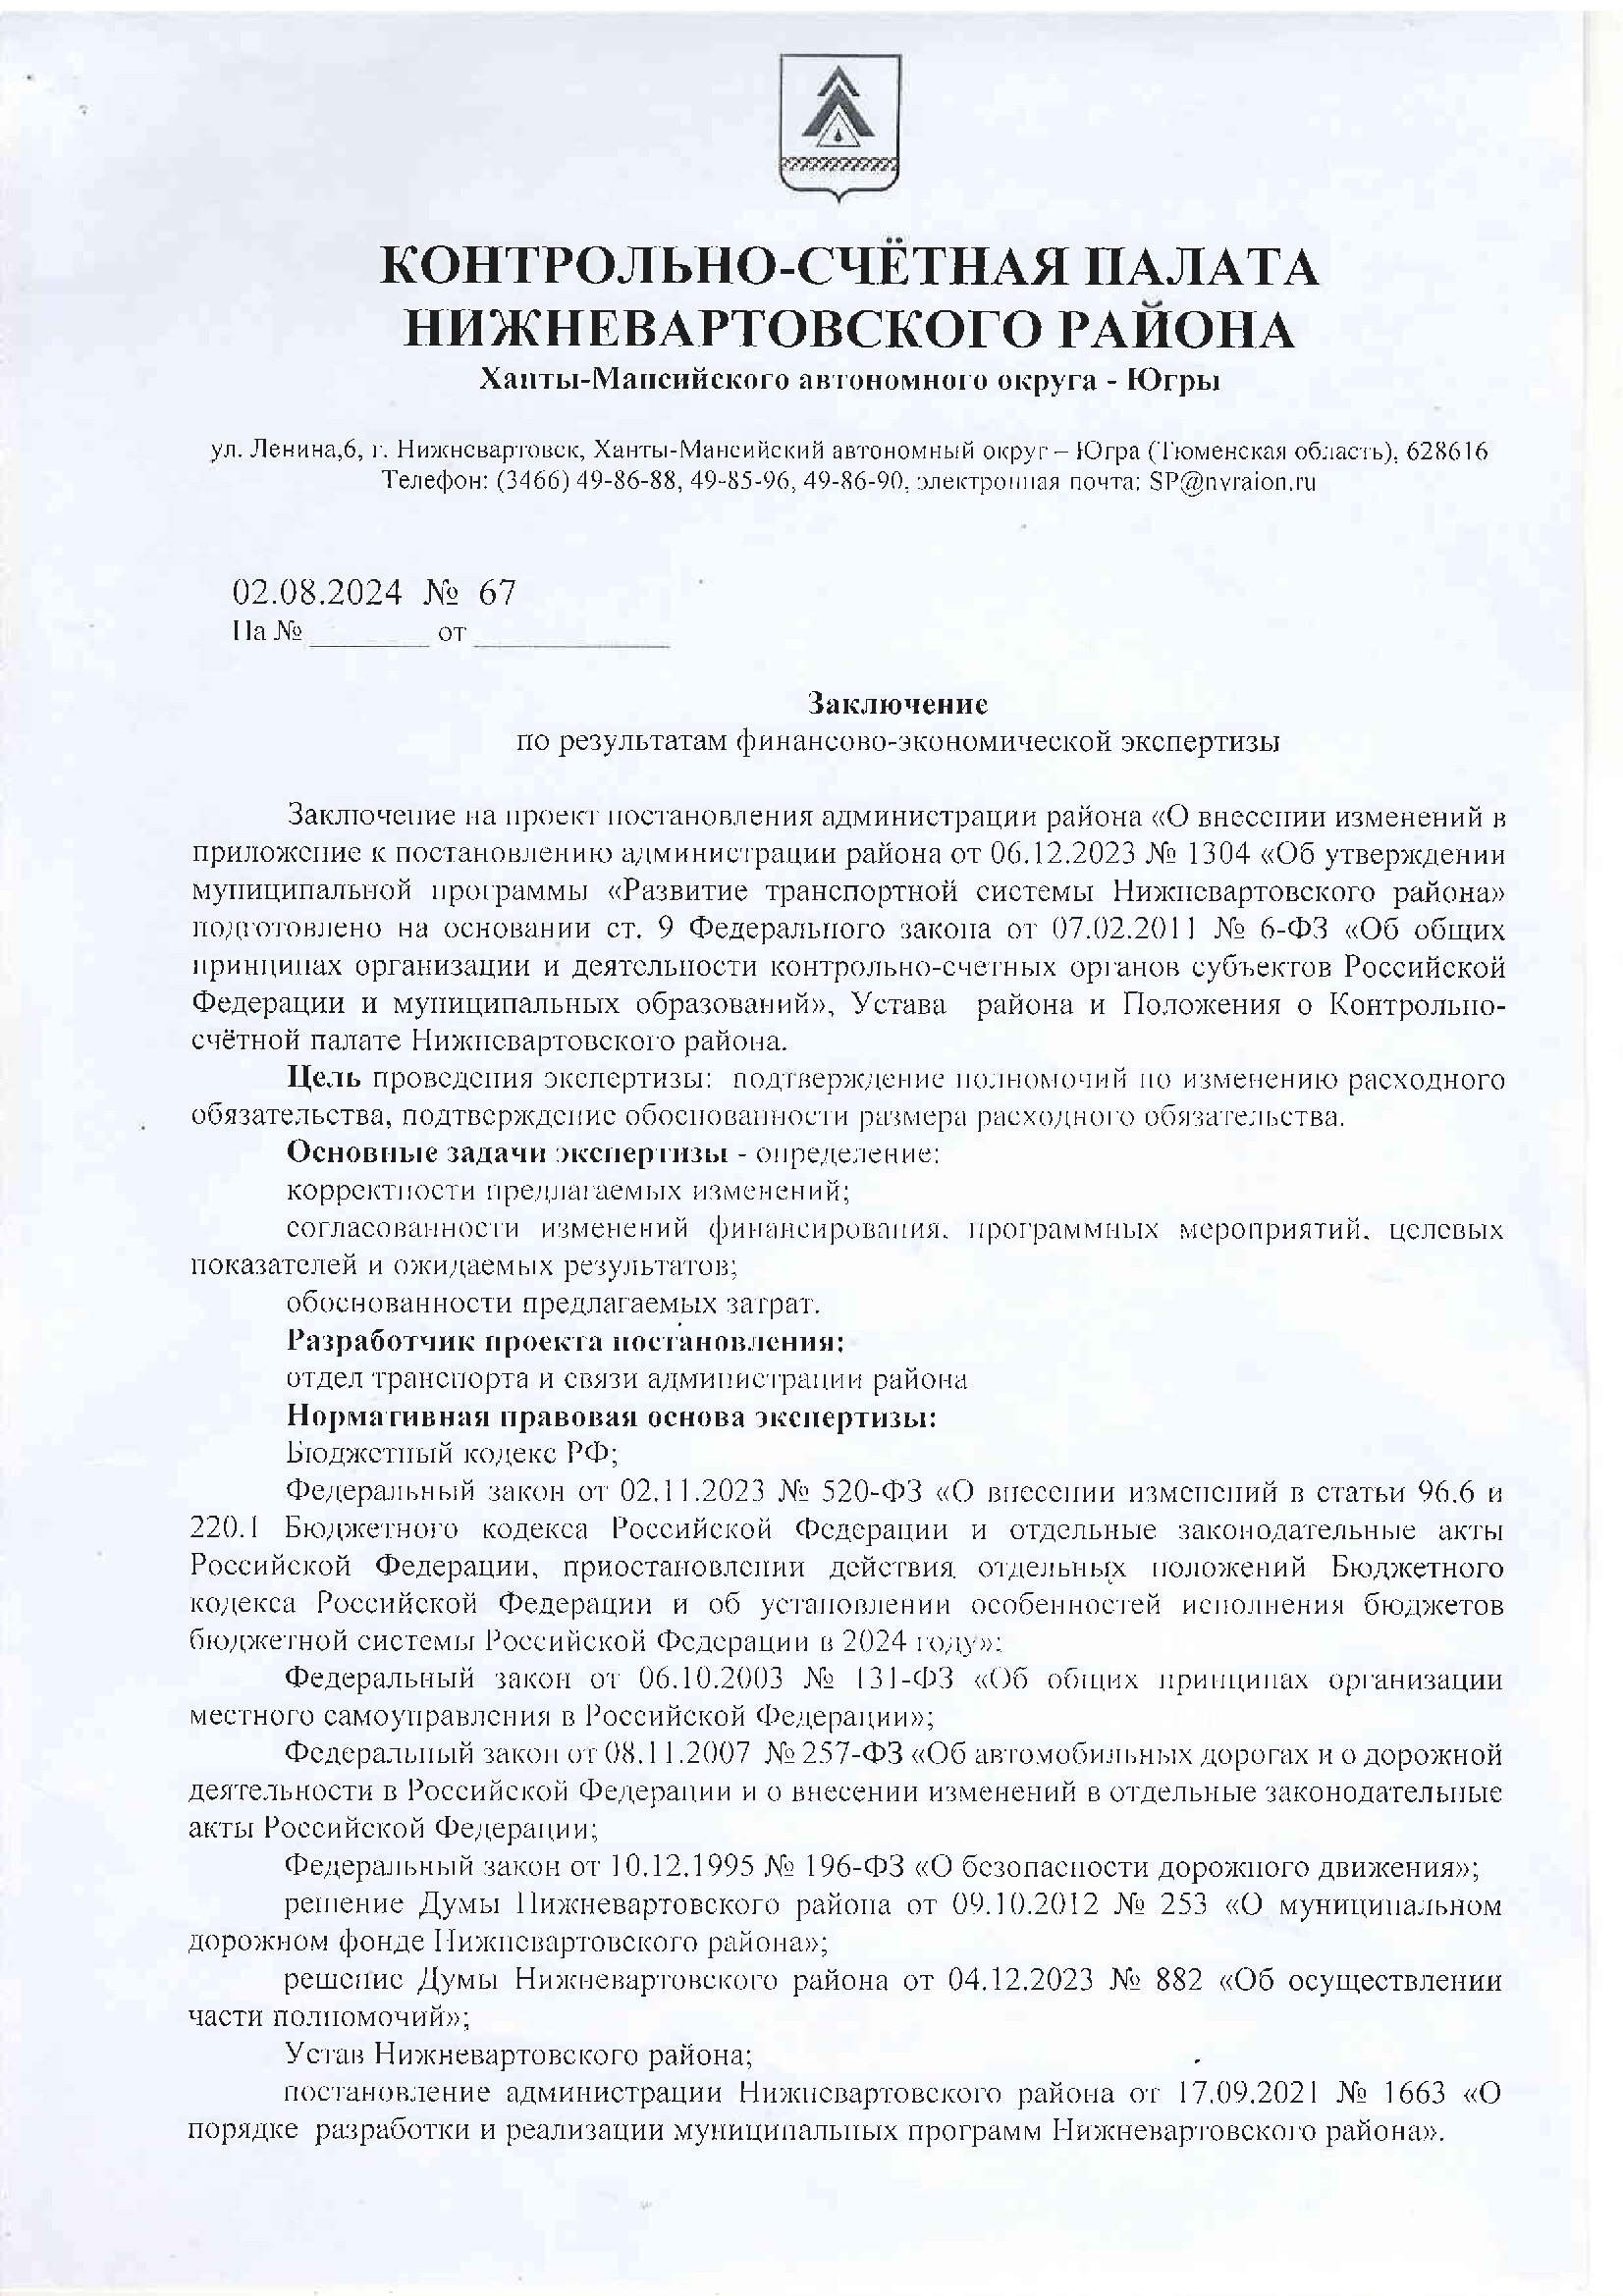 КОНТРОЛЬНО-СЧЁТНАЯ ПАЛАТА
НИЖНЕВАРТОВСКОГО РАЙОНА
Ханты-Мансийского автономного округа - Югры
ул. Ленина,6, г. Нижневартовск, Ханты-Мансийский автономный округ – Югра (Тюменская область), 628616
Телефон: (3466) 49-86-88, 49-85-96, 49-86-90, электронная почта: SP@nvraion.ru
02.08.2024 № 67
На № ________ от _____________
Заключение
по результатам финансово-экономической экспертизы
Заключение на проект постановления администрации района «О внесении изменений в
приложение к постановлению администрации района от 06.12.2023 № 1304 «Об утверждении
муниципальной программы «Развитие транспортной системы Нижневартовского района»
подготовлено на основании ст. 9 Федерального закона от 07.02.2011 № 6-ФЗ «Об общих
принципах организации и деятельности контрольно-счетных органов субъектов Российской
Федерации и муниципальных образований», Устава района и Положения о Контрольно-
счётной палате Нижневартовского района.
Цель проведения экспертизы: подтверждение полномочий по изменению расходного
обязательства, подтверждение обоснованности размера расходного обязательства.
Основные задачи экспертизы - определение:
корректности предлагаемых изменений;
согласованности изменений финансирования, программных мероприятий, целевых
показателей и ожидаемых результатов;
обоснованности предлагаемых затрат.
Разработчик проекта постановления:
отдел транспорта и связи администрации района
Нормативная правовая основа экспертизы:
Бюджетный кодекс РФ;
Федеральный закон от 02.11.2023 № 520-ФЗ «О внесении изменений в статьи 96.6 и
220.1 Бюджетного кодекса Российской Федерации и отдельные законодательные акты
Российской Федерации, приостановлении действия отдельных положений Бюджетного
кодекса Российской Федерации и об установлении особенностей исполнения бюджетов
бюджетной системы Российской Федерации в 2024 году»;
Федеральный закон от 06.10.2003 № 131-ФЗ «Об общих принципах организации
местного самоуправления в Российской Федерации»;
Федеральный закон от 08.11.2007 № 257-ФЗ «Об автомобильных дорогах и о дорожной
деятельности в Российской Федерации и о внесении изменений в отдельные законодательные
акты Российской Федерации;
Федеральный закон от 10.12.1995 № 196-ФЗ «О безопасности дорожного движения»;
решение Думы Нижневартовского района от 09.10.2012 № 253 «О муниципальном
дорожном фонде Нижневартовского района»;
решение Думы Нижневартовского района от 04.12.2023 № 882 «Об осуществлении
части полномочий»;
Устав Нижневартовского района;
постановление администрации Нижневартовского района от 17.09.2021 № 1663 «О
порядке разработки и реализации муниципальных программ Нижневартовского района».